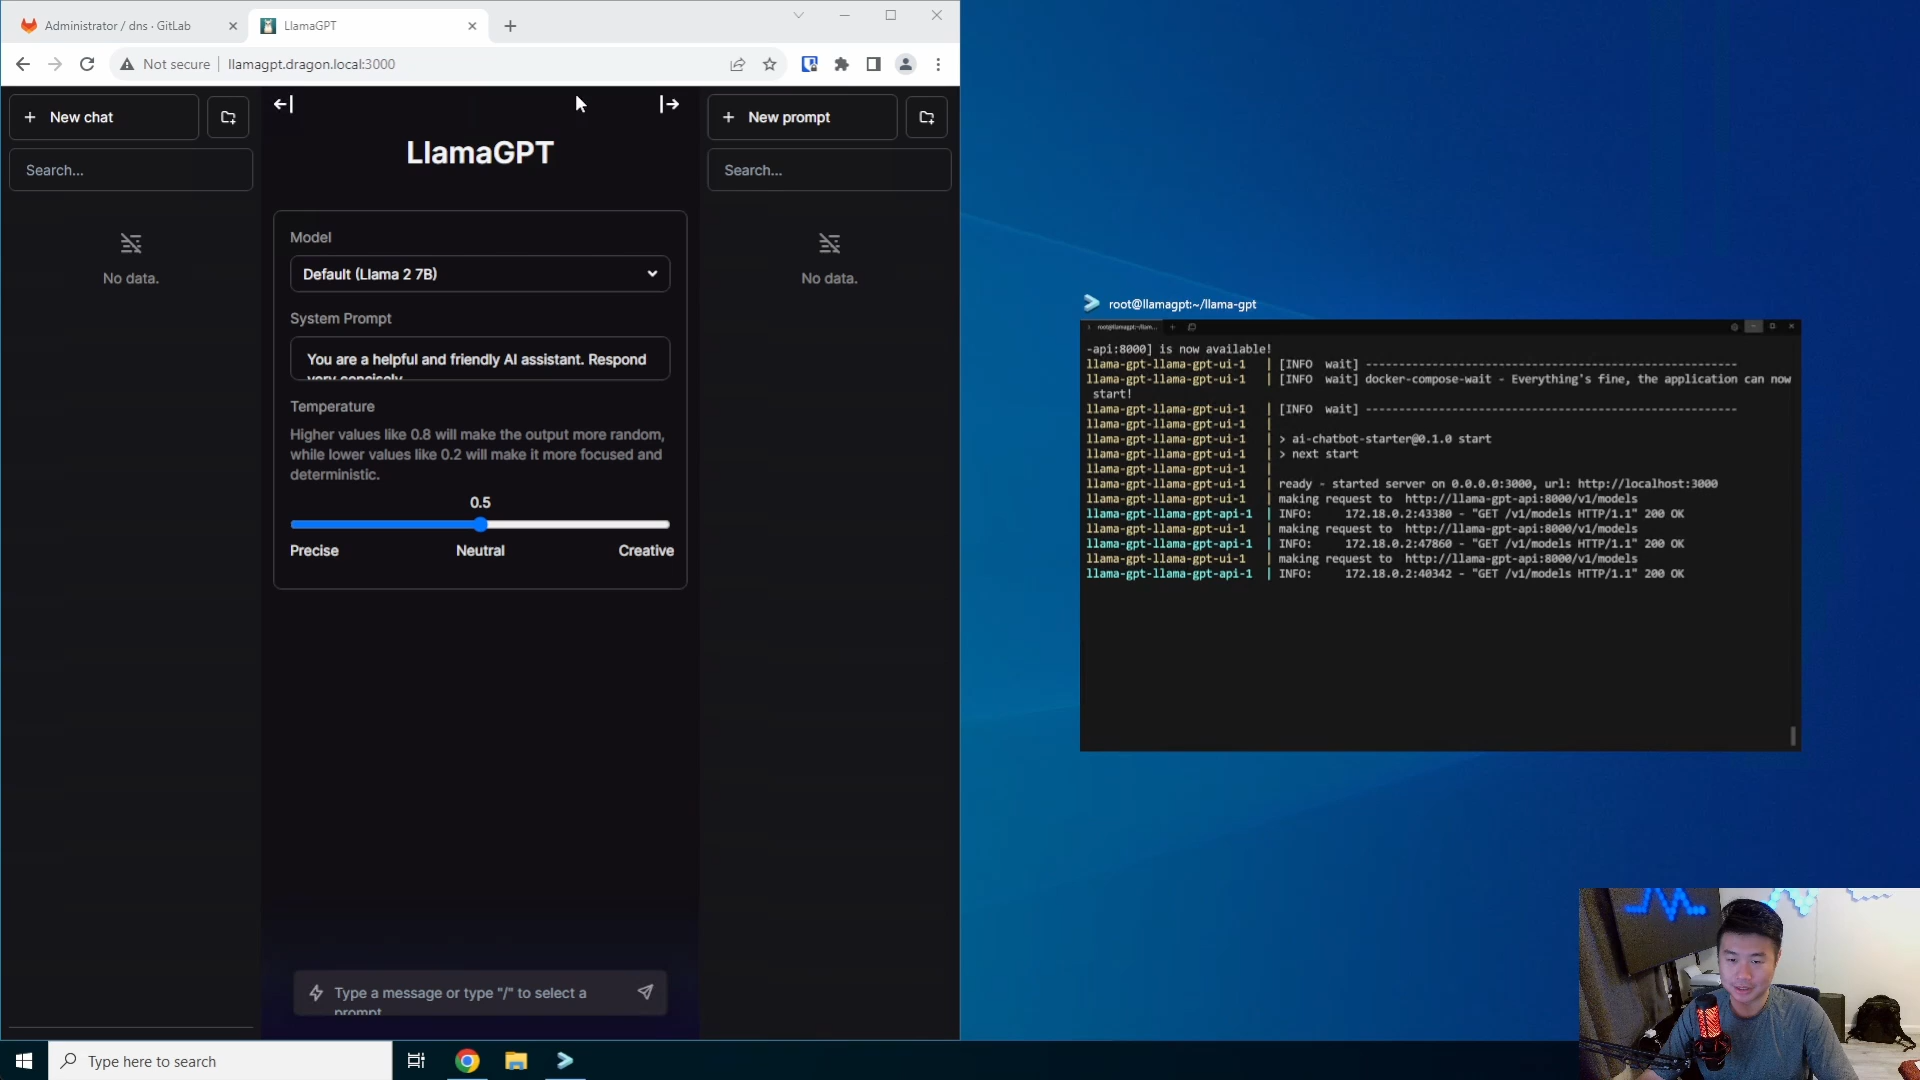 Administrator / dns · GitLab
LlamaGPT
Not secure
llamagpt.dragon.local:3000
New chat
Search...
No data.
LlamaGPT
Model
Default (Llama 2 7B)
System Prompt
You are a helpful and friendly AI assistant. Respond
very concisely.
Temperature
Higher values like 0.8 will make the output more random,
while lower values like 0.2 will make it more focused and
deterministic.
0.5
Precise Neutral Creative
Type a message or type "/" to select a
prompt
New prompt
Search...
No data.
root@llamagpt:~/llama-gpt
root@llamagpt:~/llam...
-api:8000] is now available!
llama-gpt-llama-gpt-ui-1 | [INFO wait] --------------------------------------------------------
llama-gpt-llama-gpt-ui-1 | [INFO wait] docker-compose-wait - Everything's fine, the application can now
start!
llama-gpt-llama-gpt-ui-1 | [INFO wait] --------------------------------------------------------
llama-gpt-llama-gpt-ui-1 |
llama-gpt-llama-gpt-ui-1 | > ai-chatbot-starter@0.1.0 start
llama-gpt-llama-gpt-ui-1 | > next start
llama-gpt-llama-gpt-ui-1 |
llama-gpt-llama-gpt-ui-1 | ready - started server on 0.0.0.0:3000, url: http://localhost:3000
llama-gpt-llama-gpt-ui-1 | making request to http://llama-gpt-api:8000/v1/models
llama-gpt-llama-gpt-api-1 | INFO: 172.18.0.2:43380 - "GET /v1/models HTTP/1.1" 200 OK
llama-gpt-llama-gpt-ui-1 | making request to http://llama-gpt-api:8000/v1/models
llama-gpt-llama-gpt-api-1 | INFO: 172.18.0.2:47860 - "GET /v1/models HTTP/1.1" 200 OK
llama-gpt-llama-gpt-ui-1 | making request to http://llama-gpt-api:8000/v1/models
llama-gpt-llama-gpt-api-1 | INFO: 172.18.0.2:40342 - "GET /v1/models HTTP/1.1" 200 OK
Type here to search